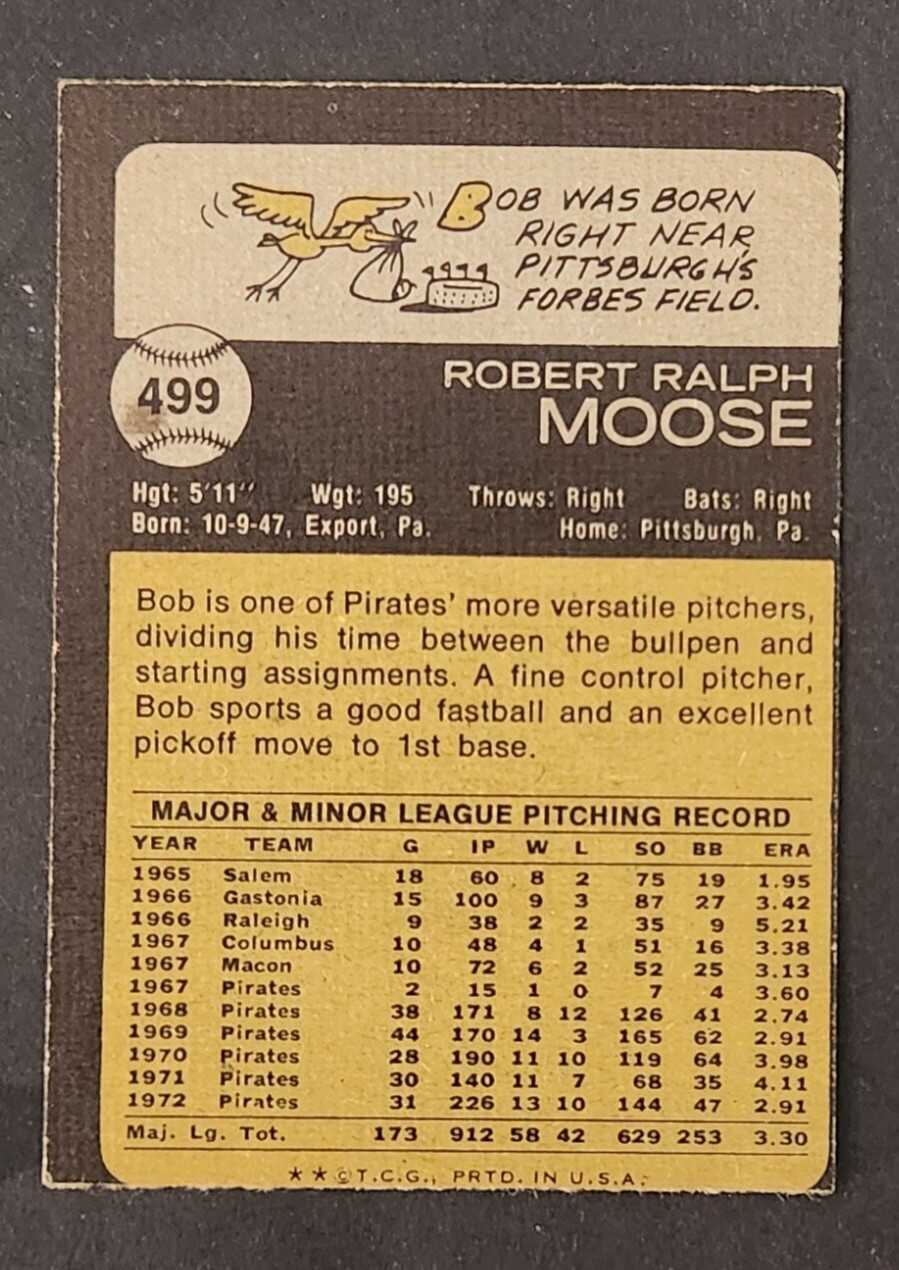 BOB WAS BORN
RIGHT NEAR
PITTSBURGH'S
FORBES FIELD.
499
ROBERT RALPH
MOOSE
Hgt: 5'11" Wgt: 195 Throws: Right Bats: Right
Born: 10-9-47, Export, Pa. Home: Pittsburgh, Pa.
Bob is one of Pirates' more versatile pitchers,
dividing his time between the bullpen and
starting assignments. A fine control pitcher,
Bob sports a good fastball and an excellent
pickoff move to 1st base.
MAJOR & MINOR LEAGUE PITCHING RECORD
YEAR TEAM G IP W L SO BB ERA
1965 Salem 18 60 8 2 75 19 1.95
1966 Gastonia 15 100 9 3 87 27 3.42
1966 Raleigh 9 38 2 2 35 9 5.21
1967 Columbus 10 48 4 1 51 16 3.38
1967 Macon 10 72 6 2 52 25 3.13
1967 Pirates 2 15 1 0 7 4 3.60
1968 Pirates 38 171 8 12 126 41 2.74
1969 Pirates 44 170 14 3 165 62 2.91
1970 Pirates 28 190 11 10 119 64 3.98
1971 Pirates 30 140 11 7 68 35 4.11
1972 Pirates 31 226 13 10 144 47 2.91
Maj. Lg. Tot. 173 912 58 42 629 253 3.30
**©T.C.G., PRTD. IN U.S.A.